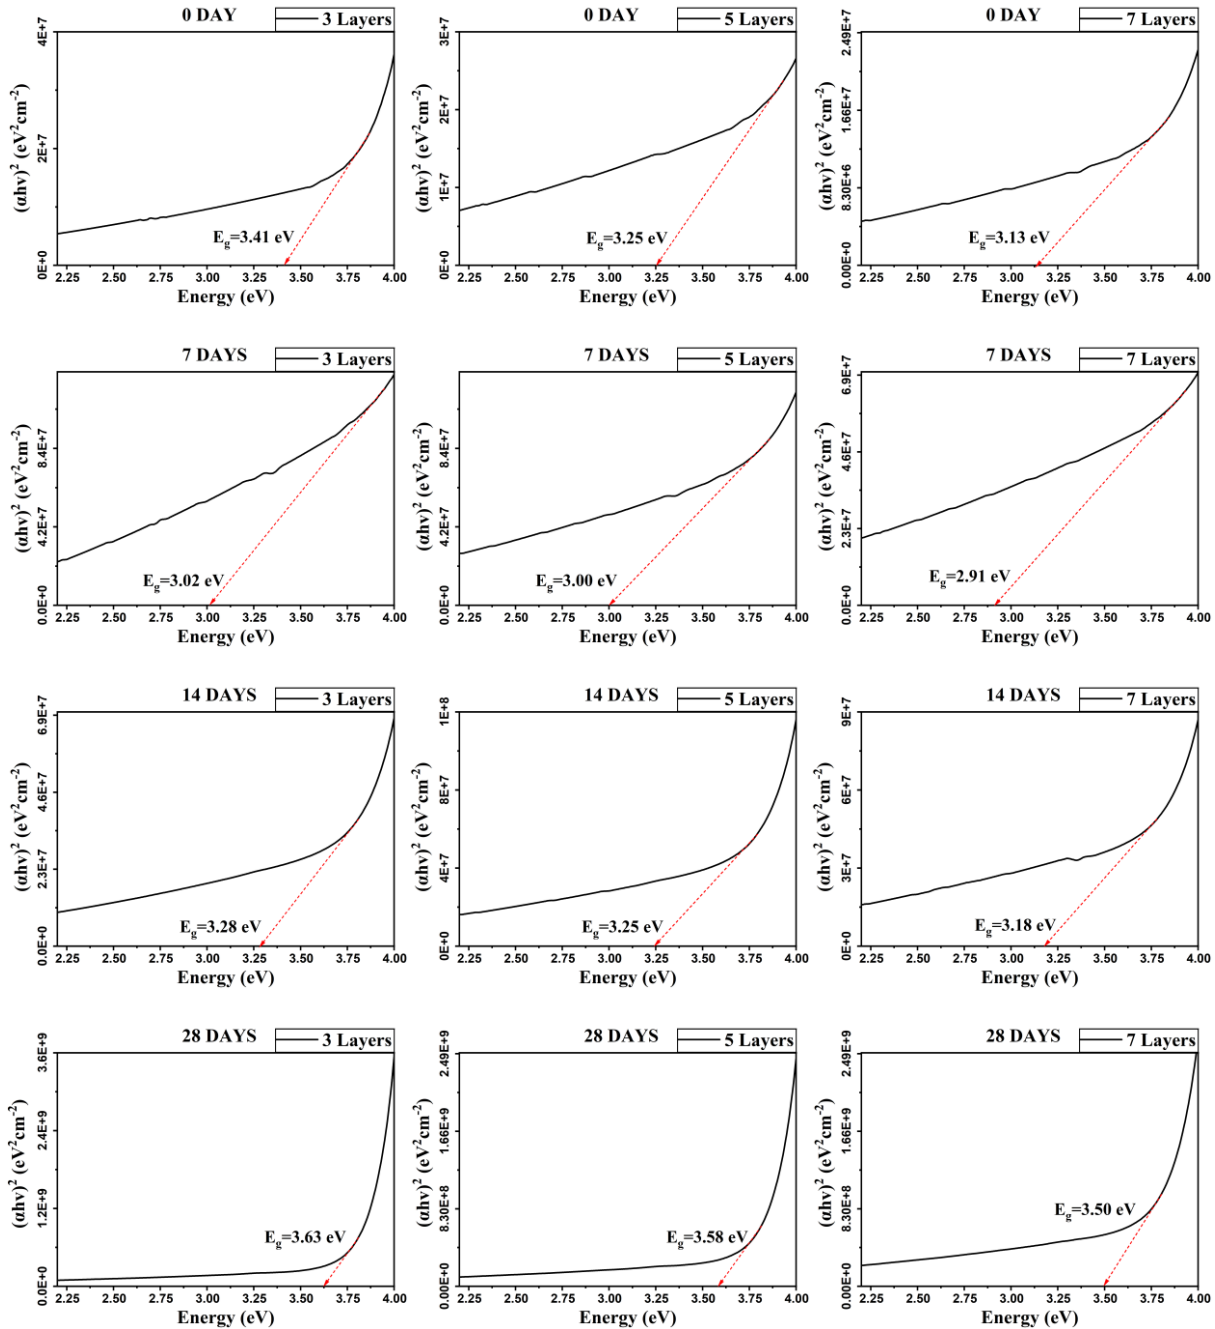 0 DAY
3 Layers
4E+7
2E+7
0E+0
(αhν)² (eV²cm⁻²)
E_g=3.41 eV
2.25 2.50 2.75 3.00 3.25 3.50 3.75 4.00
Energy (eV)
0 DAY
5 Layers
3E+7
2E+7
1E+7
0E+0
(αhν)² (eV²cm⁻²)
E_g=3.25 eV
2.25 2.50 2.75 3.00 3.25 3.50 3.75 4.00
Energy (eV)
0 DAY
7 Layers
2.49E+7
1.66E+7
8.30E+6
0.00E+0
(αhν)² (eV²cm⁻²)
E_g=3.13 eV
2.25 2.50 2.75 3.00 3.25 3.50 3.75 4.00
Energy (eV)
7 DAYS
3 Layers
8.4E+7
4.2E+7
0.0E+0
(αhν)² (eV²cm⁻²)
E_g=3.02 eV
2.25 2.50 2.75 3.00 3.25 3.50 3.75 4.00
Energy (eV)
7 DAYS
5 Layers
8.4E+7
4.2E+7
0.0E+0
(αhν)² (eV²cm⁻²)
E_g=3.00 eV
2.25 2.50 2.75 3.00 3.25 3.50 3.75 4.00
Energy (eV)
7 DAYS
7 Layers
6.9E+7
4.6E+7
2.3E+7
0.0E+0
(αhν)² (eV²cm⁻²)
E_g=2.91 eV
2.25 2.50 2.75 3.00 3.25 3.50 3.75 4.00
Energy (eV)
14 DAYS
3 Layers
6.9E+7
4.6E+7
2.3E+7
0.0E+0
(αhν)² (eV²cm⁻²)
E_g=3.28 eV
2.25 2.50 2.75 3.00 3.25 3.50 3.75 4.00
Energy (eV)
14 DAYS
5 Layers
1E+8
8E+7
4E+7
0E+0
(αhν)² (eV²cm⁻²)
E_g=3.25 eV
2.25 2.50 2.75 3.00 3.25 3.50 3.75 4.00
Energy (eV)
14 DAYS
7 Layers
9E+7
6E+7
3E+7
0E+0
(αhν)² (eV²cm⁻²)
E_g=3.18 eV
2.25 2.50 2.75 3.00 3.25 3.50 3.75 4.00
Energy (eV)
28 DAYS
3 Layers
3.6E+9
2.4E+9
1.2E+9
0.0E+0
(αhν)² (eV²cm⁻²)
E_g=3.63 eV
2.25 2.50 2.75 3.00 3.25 3.50 3.75 4.00
Energy (eV)
28 DAYS
5 Layers
2.49E+9
1.66E+9
8.30E+8
0.00E+0
(αhν)² (eV²cm⁻²)
E_g=3.58 eV
2.25 2.50 2.75 3.00 3.25 3.50 3.75 4.00
Energy (eV)
28 DAYS
7 Layers
2.49E+9
1.66E+9
8.30E+8
0.00E+0
(αhν)² (eV²cm⁻²)
E_g=3.50 eV
2.25 2.50 2.75 3.00 3.25 3.50 3.75 4.00
Energy (eV)